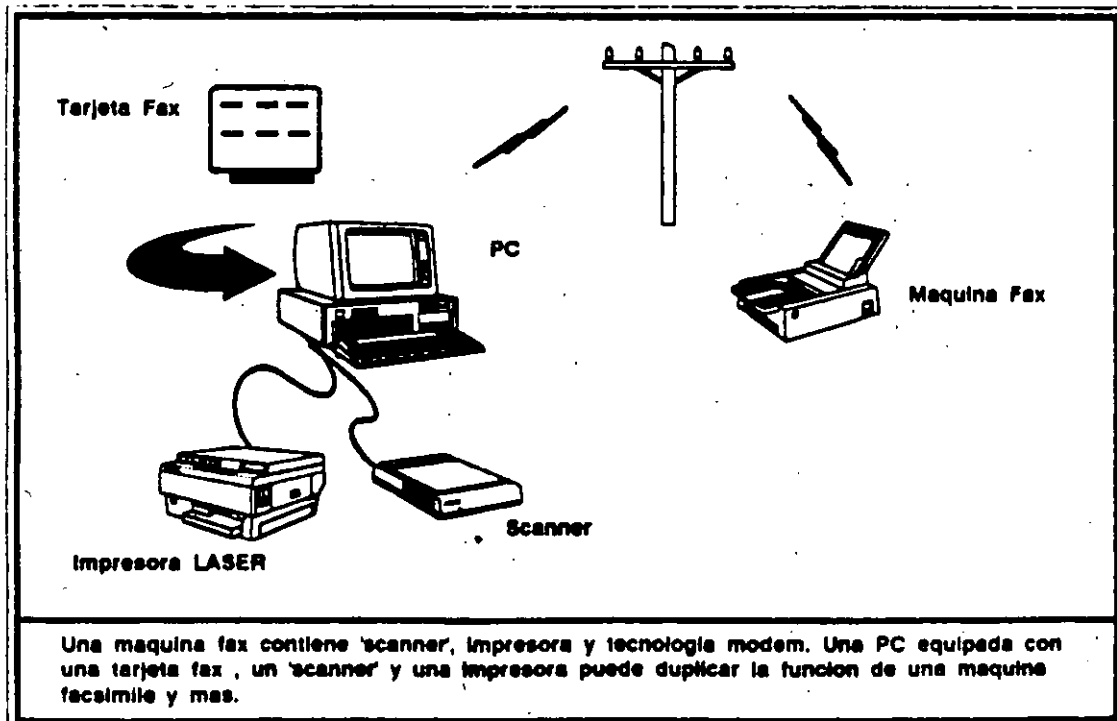 Tarjeta Fax
PC
Maquina Fax
Scanner
Impresora LASER
Una maquina fax contiene 'scanner', impresora y tecnologia modem. Una PC equipada con
una tarjeta fax , un 'scanner' y una impresora puede duplicar la funcion de una maquina
facsimile y mas.